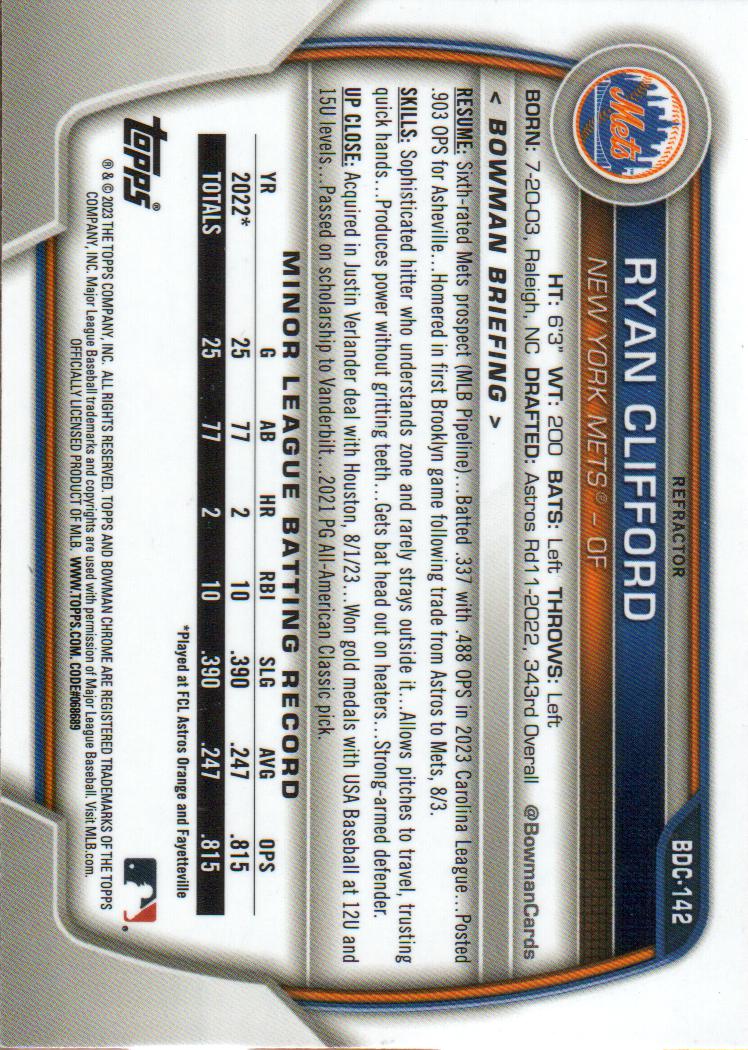 REFRACTOR
BDC-142
Mets
RYAN CLIFFORD
NEW YORK METS® – OF
HT: 6'3" WT: 200 BATS: Left THROWS: Left
BORN: 7-20-03, Raleigh, NC DRAFTED: Astros Rd11-2022, 343rd Overall @BowmanCards
< BOWMAN BRIEFING >
RESUME: Sixth-rated Mets prospect (MLB Pipeline)...Batted .337 with .488 OPS in 2023 Carolina League...Posted
.903 OPS for Asheville...Homered in first Brooklyn game following trade from Astros to Mets, 8/3.
SKILLS: Sophisticated hitter who understands zone and rarely strays outside it...Allows pitches to travel, trusting
quick hands...Produces power without gritting teeth...Gets bat head out on heaters...Strong-armed defender.
UP CLOSE: Acquired in Justin Verlander deal with Houston, 8/1/23...Won gold medals with USA Baseball at 12U and
15U levels...Passed on scholarship to Vanderbilt...2021 PG All-American Classic pick.
MINOR LEAGUE BATTING RECORD
YR G AB HR RBI SLG AVG OPS
2022* 25 77 2 10 .390 .247 .815
TOTALS 25 77 2 10 .390 .247 .815
*Played at FCL Astros Orange and Fayetteville
topps®
® & © 2023 THE TOPPS COMPANY, INC. ALL RIGHTS RESERVED. TOPPS AND BOWMAN CHROME ARE REGISTERED TRADEMARKS OF THE TOPPS
COMPANY, INC. Major League Baseball trademarks and copyrights are used with permission of Major League Baseball. Visit MLB.com.
OFFICIALLY LICENSED PRODUCT OF MLB. WWW.TOPPS.COM. CODE#068689